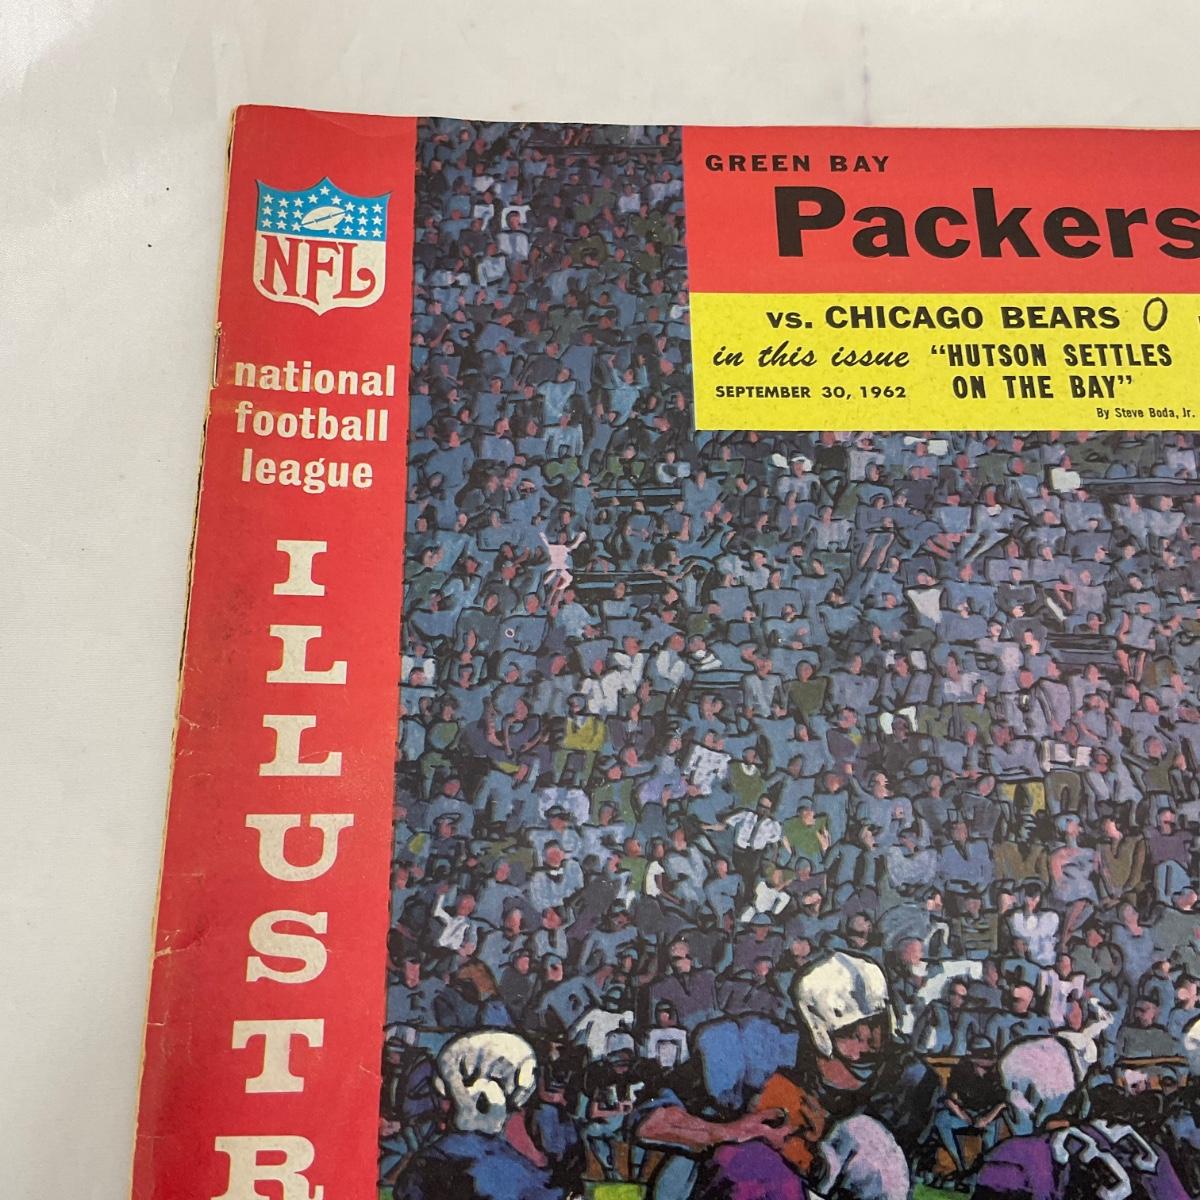 GREEN BAY
Packers
vs. CHICAGO BEARS 0
in this issue "HUTSON SETTLES
SEPTEMBER 30, 1962 ON THE BAY"
By Steve Boda, Jr.
NFL
national
football
league
ILLUSTR
83